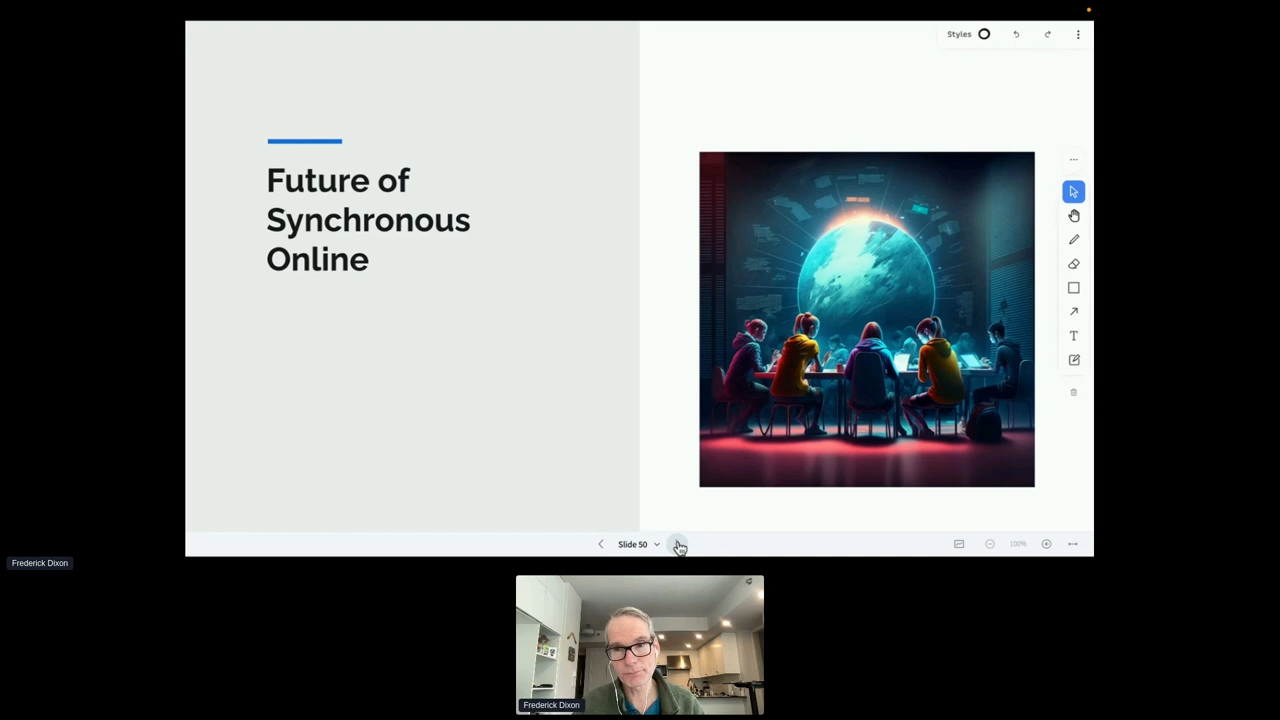 Styles
Future of
Synchronous
Online
T
Slide 50
100%
Frederick Dixon
Frederick Dixon